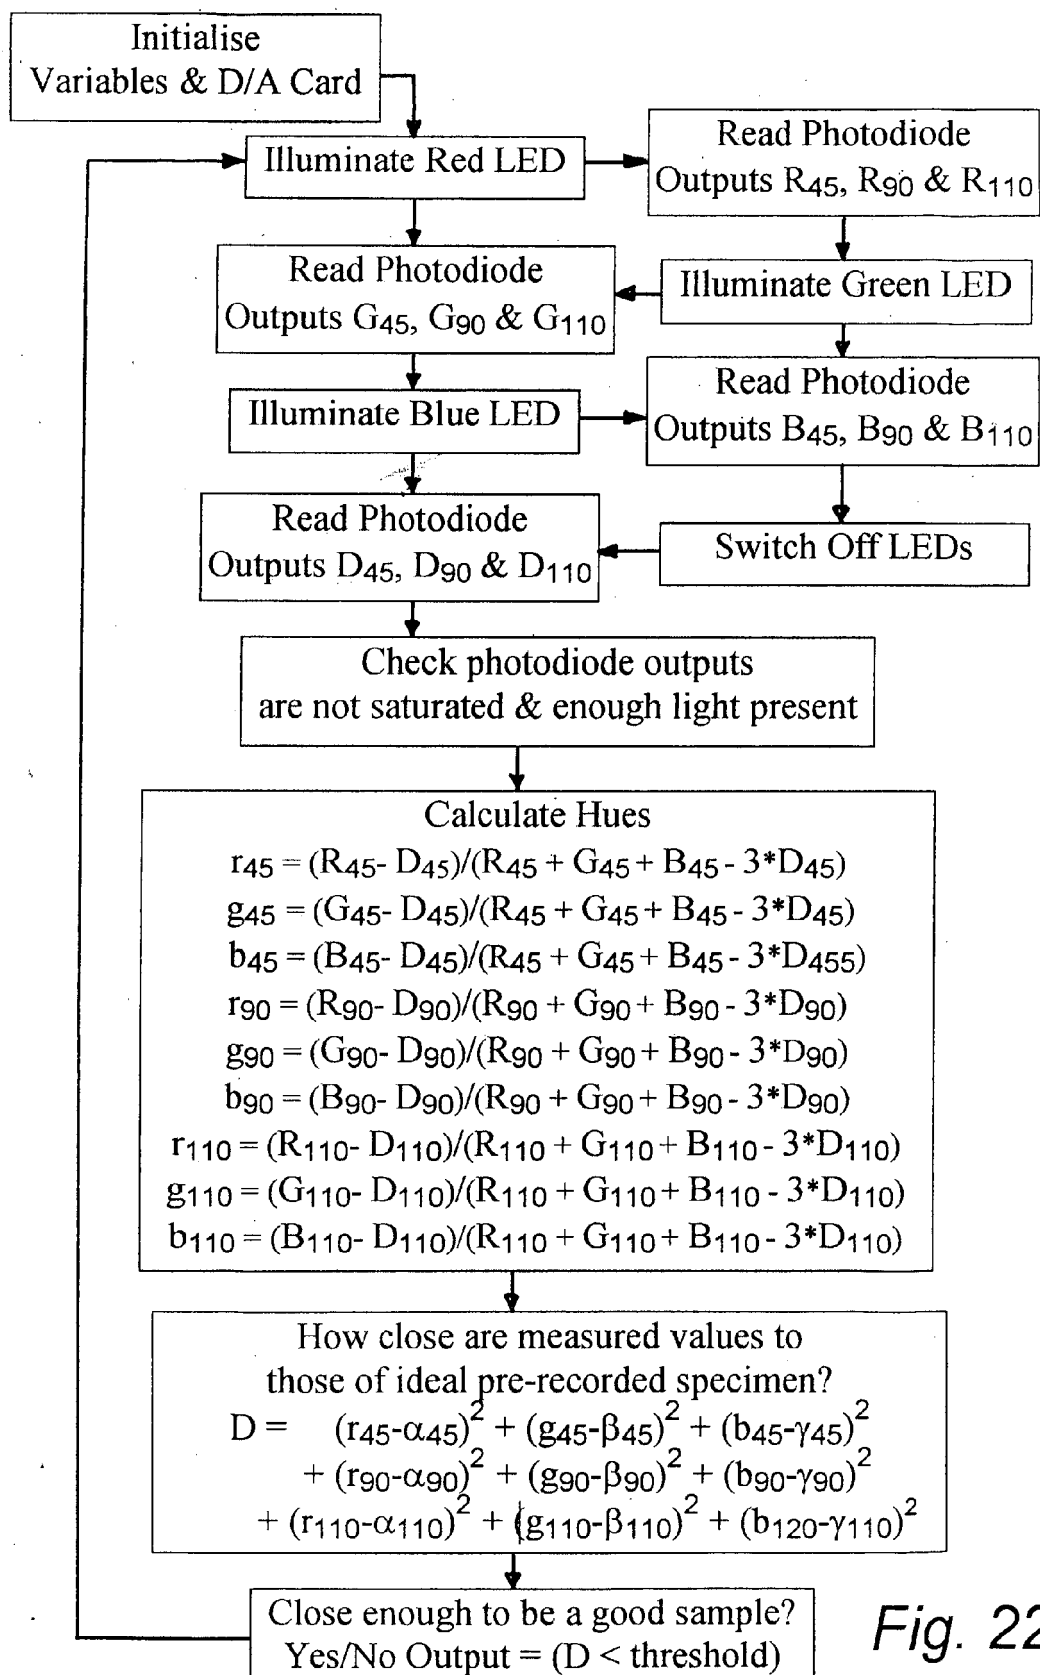 Initialise
Variables & D/A Card
Illuminate Red LED
Read Photodiode
Outputs R45, R90 & R110
Read Photodiode
Outputs G45, G90 & G110
Illuminate Green LED
Illuminate Blue LED
Read Photodiode
Outputs B45, B90 & B110
Read Photodiode
Outputs D45, D90 & D110
Switch Off LEDs
Check photodiode outputs
are not saturated & enough light present
Calculate Hues
r45 = (R45- D45)/(R45 + G45 + B45 - 3*D45)
g45 = (G45- D45)/(R45 + G45 + B45 - 3*D45)
b45 = (B45- D45)/(R45 + G45 + B45 - 3*D455)
r90 = (R90- D90)/(R90 + G90 + B90 - 3*D90)
g90 = (G90- D90)/(R90 + G90 + B90 - 3*D90)
b90 = (B90- D90)/(R90 + G90 + B90 - 3*D90)
r110 = (R110- D110)/(R110 + G110 + B110 - 3*D110)
g110 = (G110- D110)/(R110 + G110 + B110 - 3*D110)
b110 = (B110- D110)/(R110 + G110 + B110 - 3*D110)
How close are measured values to
those of ideal pre-recorded specimen?
D = (r45-α45)² + (g45-β45)² + (b45-γ45)²
+ (r90-α90)² + (g90-β90)² + (b90-γ90)²
+ (r110-α110)² + (g110-β110)² + (b120-γ110)²
Close enough to be a good sample?
Yes/No Output = (D < threshold)
Fig. 22